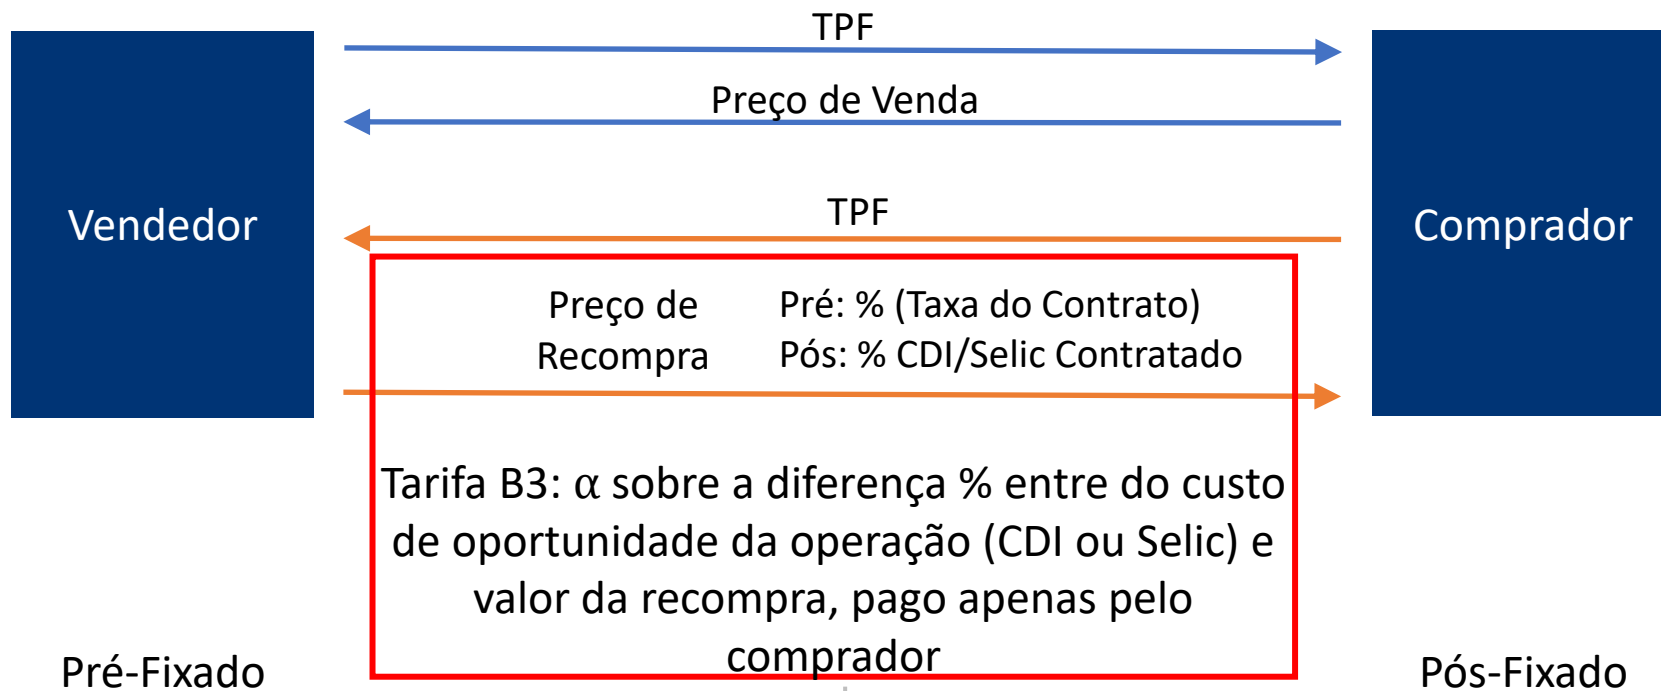 TPF
Preço de Venda
Vendedor
TPF
Comprador
Preço de
Recompra
Pré: % (Taxa do Contrato)
Pós: % CDI/Selic Contratado
Tarifa B3: α sobre a diferença % entre do custo
de oportunidade da operação (CDI ou Selic) e
valor da recompra, pago apenas pelo
comprador
Pré-Fixado
Pós-Fixado